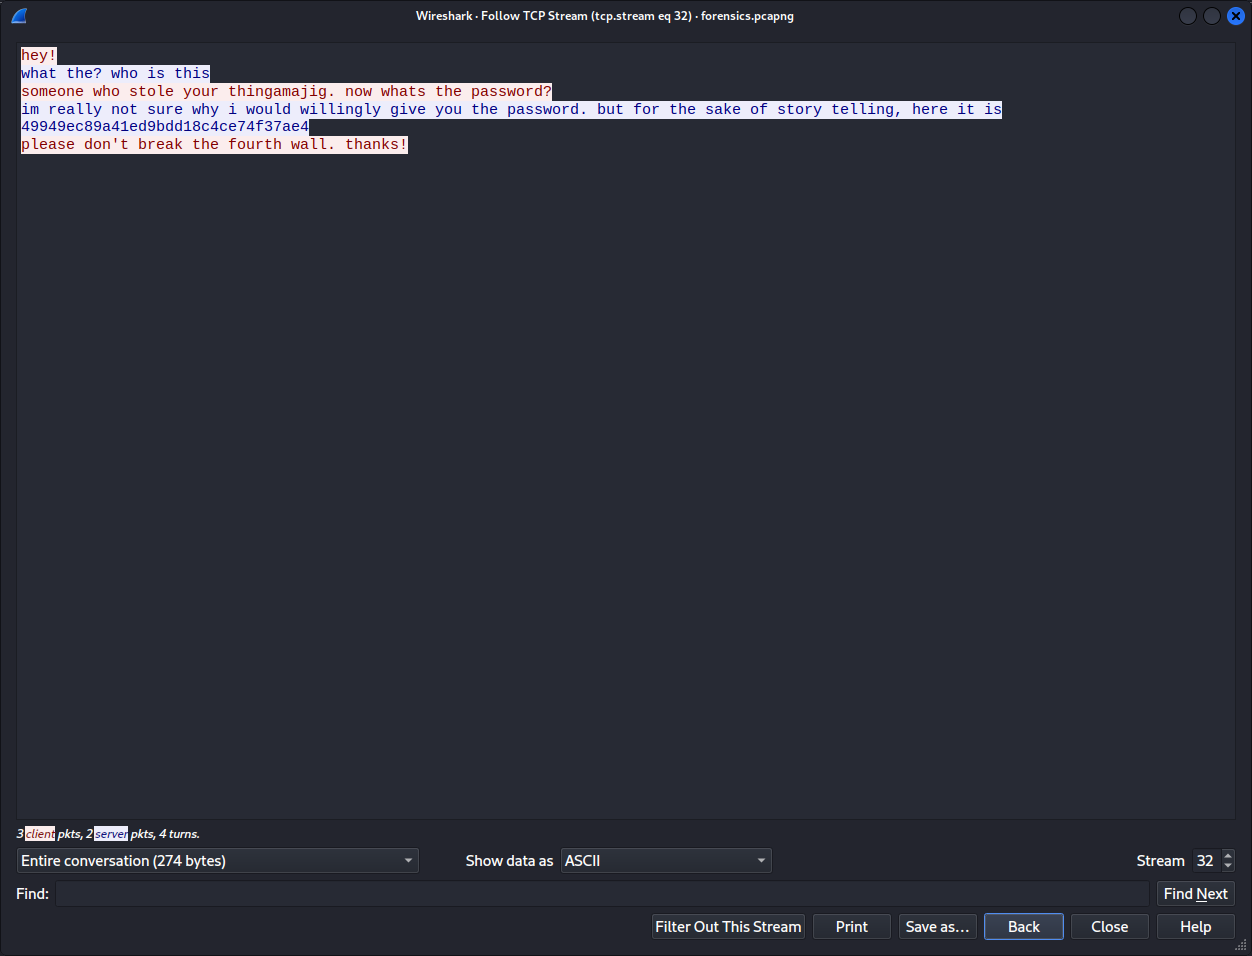 Wireshark · Follow TCP Stream (tcp.stream eq 32) · forensics.pcapng
hey!
what the? who is this
someone who stole your thingamajig. now whats the password?
im really not sure why i would willingly give you the password. but for the sake of story telling, here it is
49949ec89a41ed9bdd18c4ce74f37ae4
please don't break the fourth wall. thanks!
3 client pkts, 2 server pkts, 4 turns.
Entire conversation (274 bytes) Show data as ASCII Stream 32
Find: Find Next
Filter Out This Stream Print Save as… Back Close Help